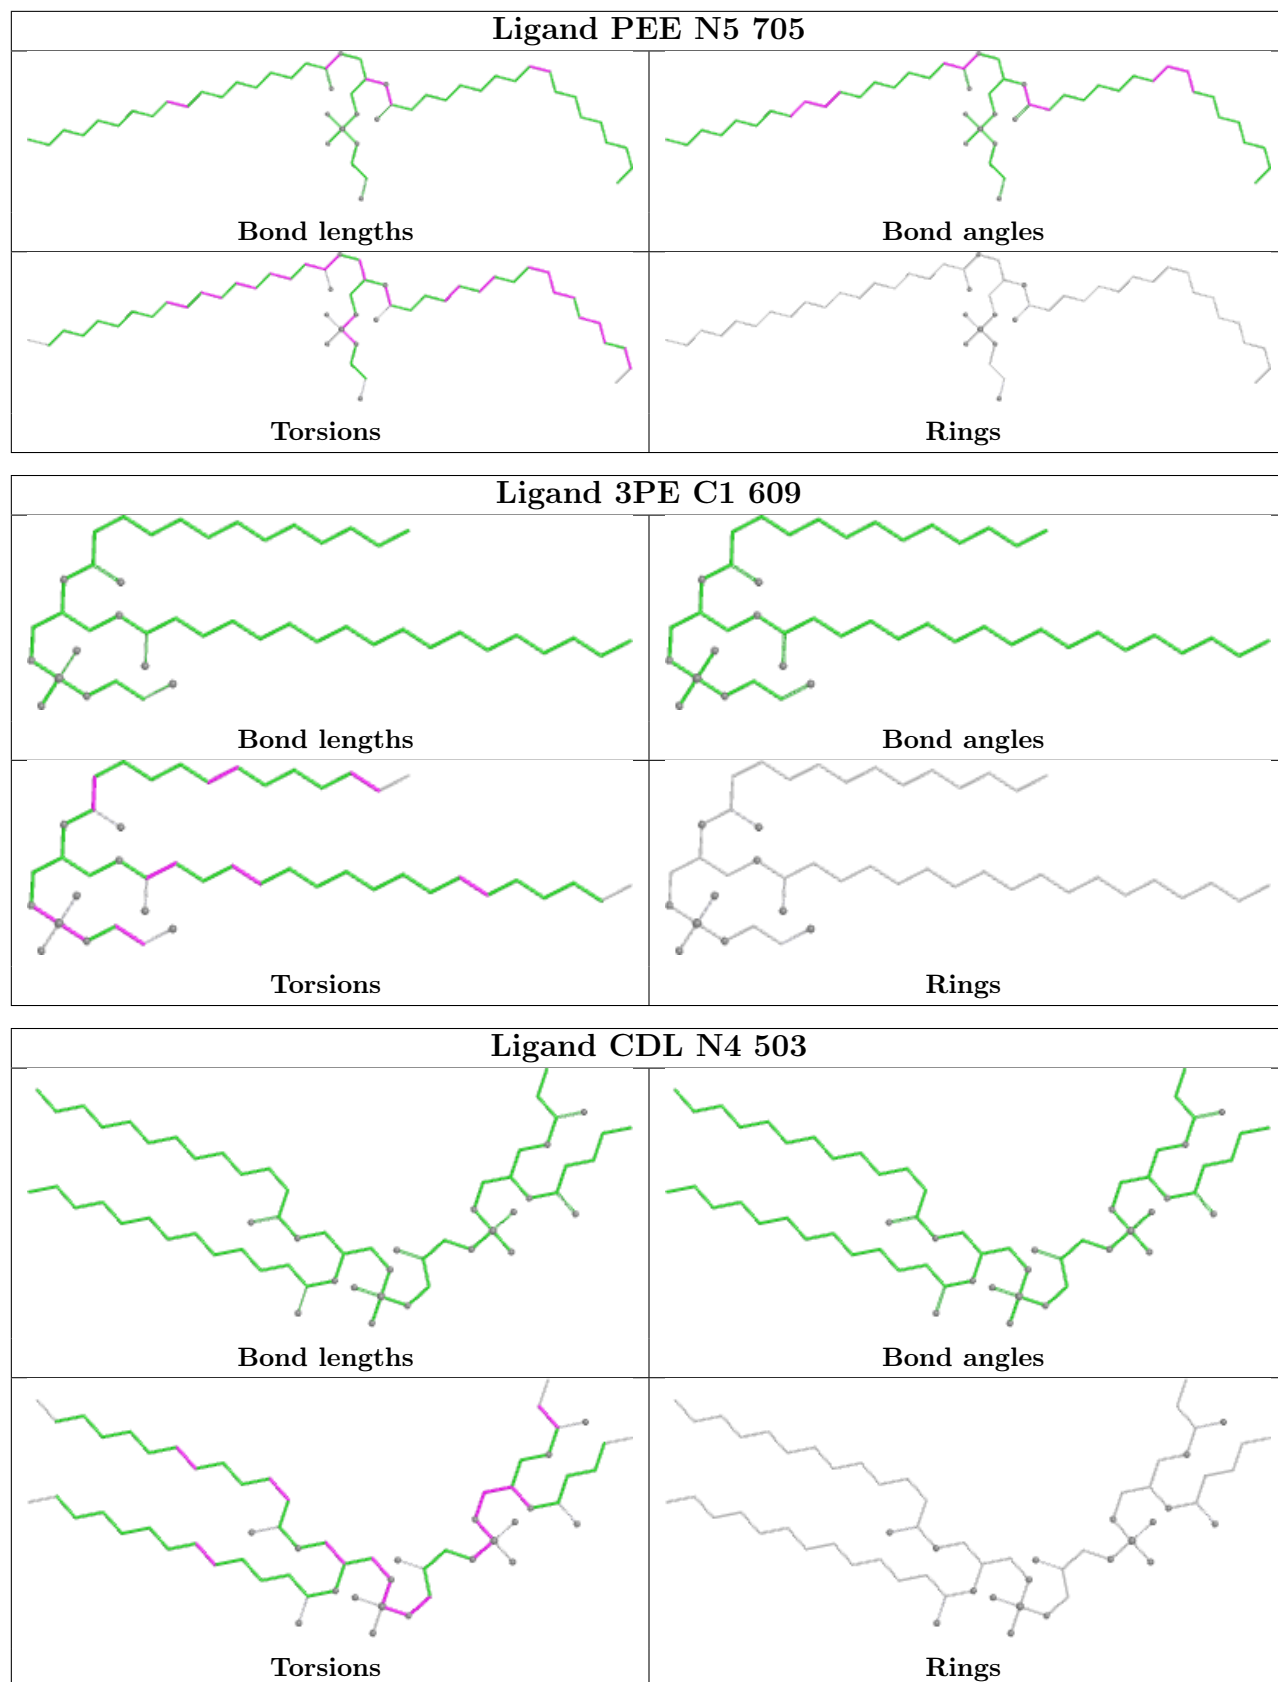 Ligand PEE N5 705
Bond lengths
Bond angles
Torsions
Rings
Ligand 3PE C1 609
Bond lengths
Bond angles
Torsions
Rings
Ligand CDL N4 503
Bond lengths
Bond angles
Torsions
Rings